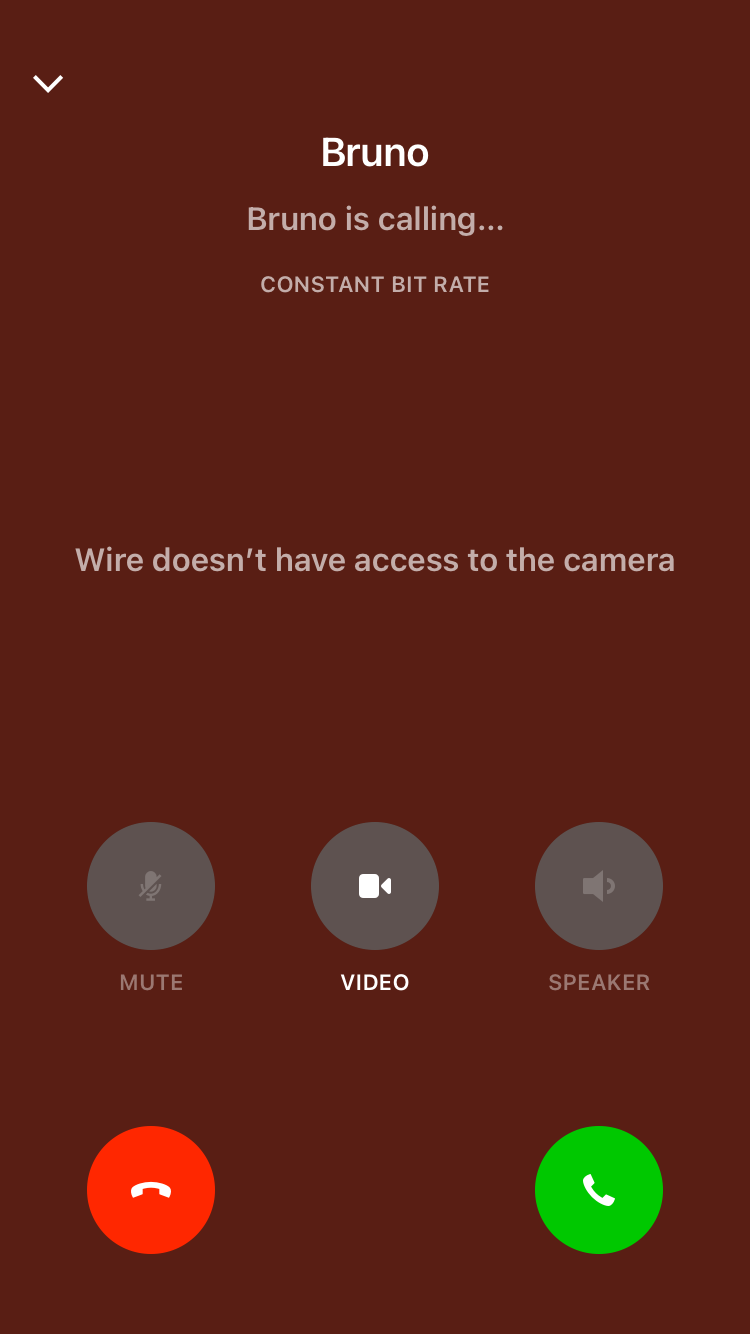 Bruno
Bruno is calling...
CONSTANT BIT RATE
Wire doesn’t have access to the camera
MUTE
VIDEO
SPEAKER